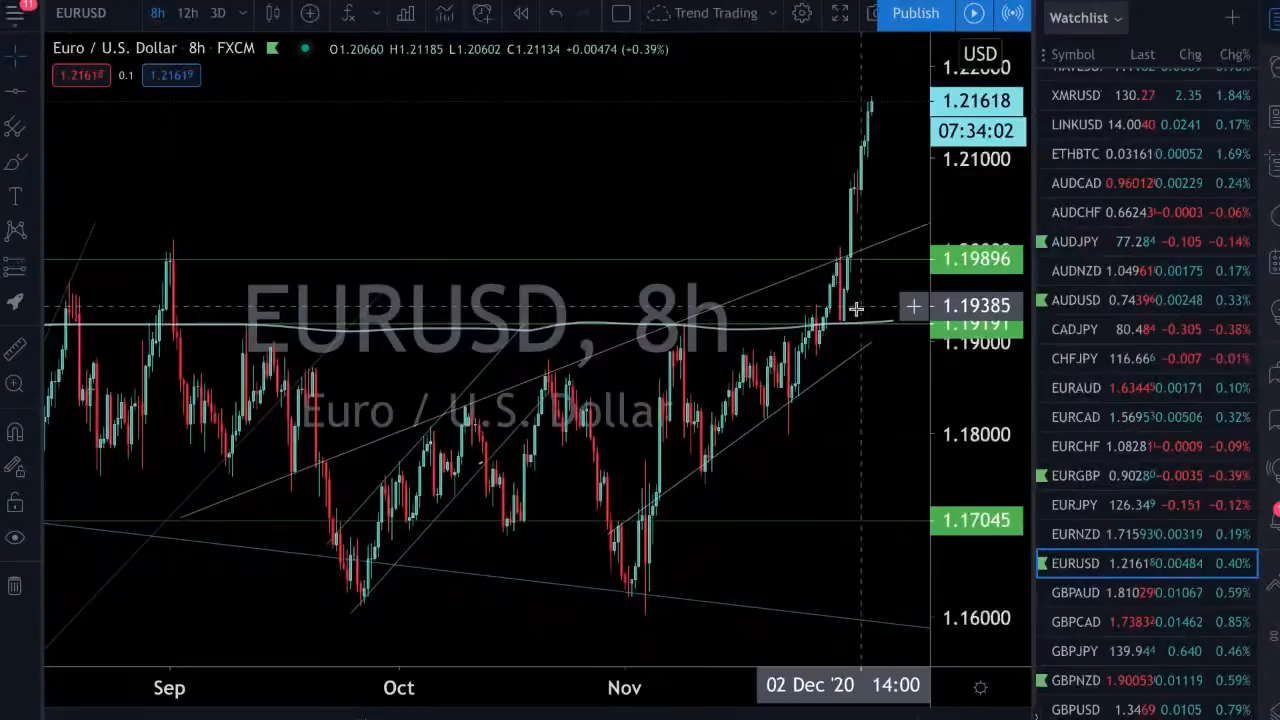 11
EURUSD 8h 12h 3D Trend Trading Publish
Watchlist
Euro / U.S. Dollar 8h FXCM O1.20660 H1.21185 L1.20602 C1.21134 +0.00474 (+0.39%)
1.21618 0.1 1.21619
USD
1.21618
07:34:02
1.21000
1.19896
1.19385
1.19191
1.19000
1.18000
1.17045
1.16000
EURUSD, 8h
Euro / U.S. Dollar
Sep Oct Nov 02 Dec '20 14:00
Symbol Last Chg Chg%
XMRUSD 130.27 2.35 1.84%
LINKUSD 14.0040 0.0241 0.17%
ETHBTC 0.03161 0.00052 1.69%
AUDCAD 0.96012 0.00229 0.24%
AUDCHF 0.6624 −0.0003 −0.06%
AUDJPY 77.284 −0.105 −0.14%
AUDNZD 1.04961 0.00175 0.17%
AUDUSD 0.74396 0.00248 0.33%
CADJPY 80.484 −0.305 −0.38%
CHFJPY 116.666 −0.007 −0.01%
EURAUD 1.63445 0.00171 0.10%
EURCAD 1.56953 0.00506 0.32%
EURCHF 1.0828 −0.0009 −0.09%
EURGBP 0.9028 −0.0035 −0.39%
EURJPY 126.349 −0.151 −0.12%
EURNZD 1.71593 0.00319 0.19%
EURUSD 1.21618 0.00484 0.40%
GBPAUD 1.81029 0.01067 0.59%
GBPCAD 1.73832 0.01462 0.85%
GBPJPY 139.944 0.640 0.46%
GBPNZD 1.90053 0.01119 0.59%
GBPUSD 1.3469 0.0105 0.79%